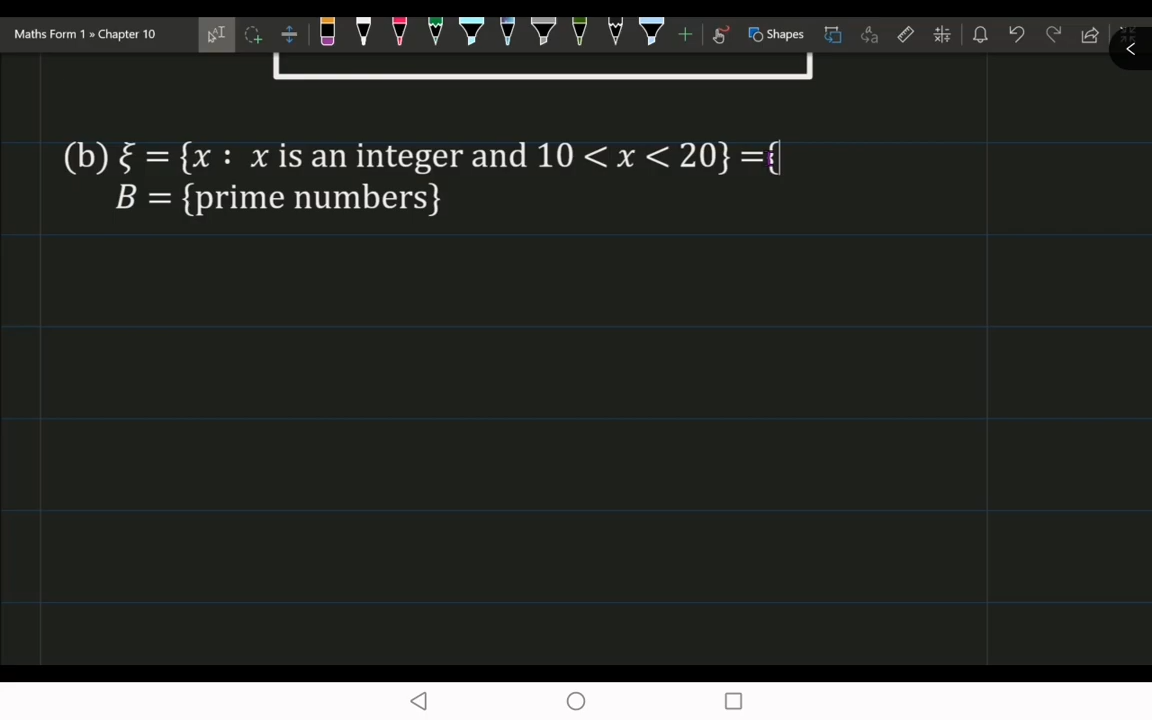 Maths Form 1 » Chapter 10
Shapes
(b) ξ = {x : x is an integer and 10 < x < 20} ={
B = {prime numbers}